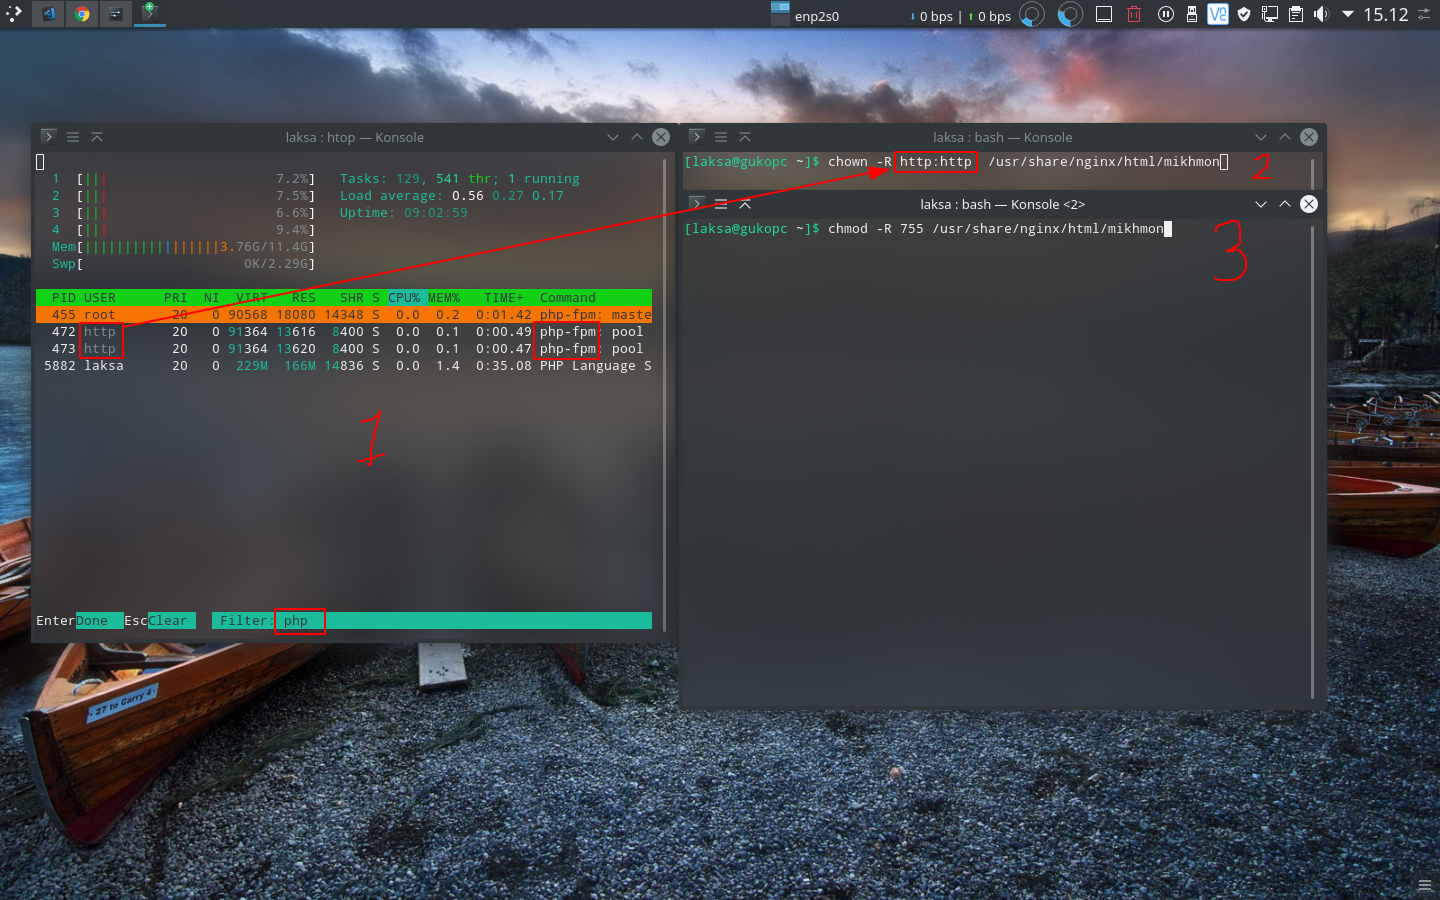 enp2s0 0 bps | 0 bps 15.12
laksa : htop — Konsole
1 [||| 7.2%] Tasks: 129, 541 thr; 1 running
2 [||| 7.5%] Load average: 0.56 0.27 0.17
3 [||| 6.6%] Uptime: 09:02:59
4 [||| 9.4%]
Mem[|||||||||||||||||3.76G/11.4G]
Swp[ 0K/2.29G]
PID USER PRI NI VIRT RES SHR S CPU% MEM% TIME+ Command
455 root 20 0 90568 18080 14348 S 0.0 0.2 0:01.42 php-fpm: maste
472 http 20 0 91364 13616 8400 S 0.0 0.1 0:00.47 php-fpm: pool
473 http 20 0 91364 13620 8400 S 0.0 0.1 0:00.49 php-fpm: pool
5882 laksa 20 0 229M 166M 14836 S 0.0 1.4 0:35.08 PHP Language S
1
EnterDone EscClear Filter: php
laksa : bash — Konsole
[laksa@gukopc ~]$ chown -R http:http /usr/share/nginx/html/mikhmon
2
laksa : bash — Konsole <2>
[laksa@gukopc ~]$ chmod -R 755 /usr/share/nginx/html/mikhmon
3
27 to Carry 4